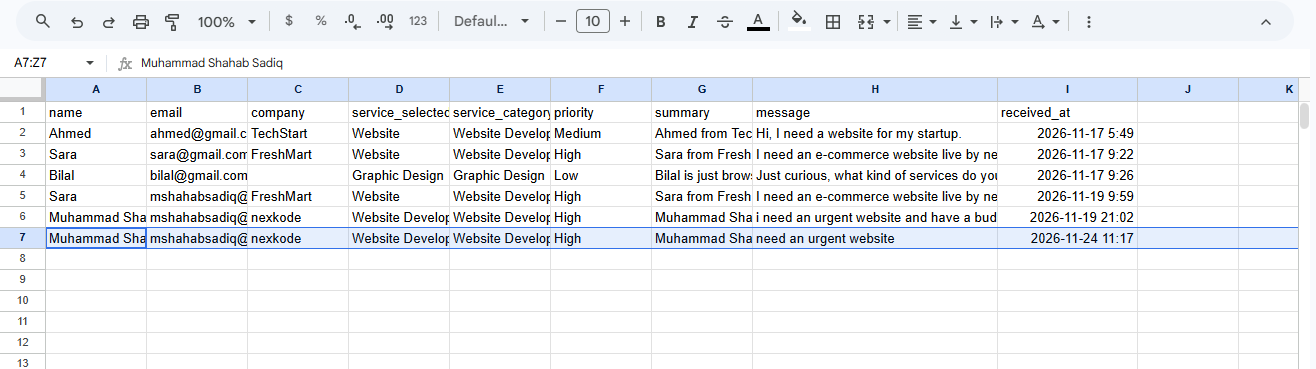 100% $ % .0 .00 123 Defaul... − 10 + B I A
A7:Z7 fx Muhammad Shahab Sadiq
A B C D E F G H I J K
1 name email company service_selected service_category priority summary message received_at
2 Ahmed ahmed@gmail.c TechStart Website Website Develop Medium Ahmed from Tec Hi, I need a website for my startup. 2026-11-17 5:49
3 Sara sara@gmail.com FreshMart Website Website Develop High Sara from Fresh I need an e-commerce website live by ne 2026-11-17 9:22
4 Bilal bilal@gmail.com Graphic Design Graphic Design Low Bilal is just brow Just curious, what kind of services do you 2026-11-17 9:26
5 Sara mshahabsadiq@ FreshMart Website Website Develop High Sara from Fresh I need an e-commerce website live by ne 2026-11-19 9:59
6 Muhammad Sha mshahabsadiq@ nexkode Website Develop Website Develop High Muhammad Sha i need an urgent website and have a bud 2026-11-19 21:02
7 Muhammad Sha mshahabsadiq@ nexkode Website Develop Website Develop High Muhammad Sha need an urgent website 2026-11-24 11:17
8
9
10
11
12
13